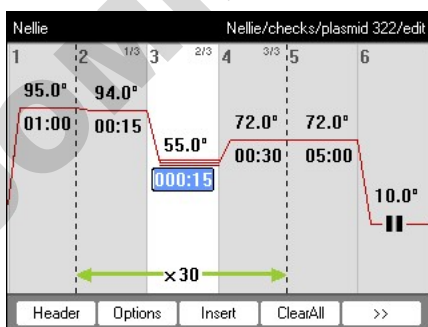 Nellie Nellie/checks/plasmid 322/edit
1 2 1/3 3 2/3 4 3/3 5 6
95.0° 94.0° 55.0° 72.0° 72.0° 10.0°
01:00 00:15 000:15 00:30 05:00
×30
Header Options Insert ClearAll >>